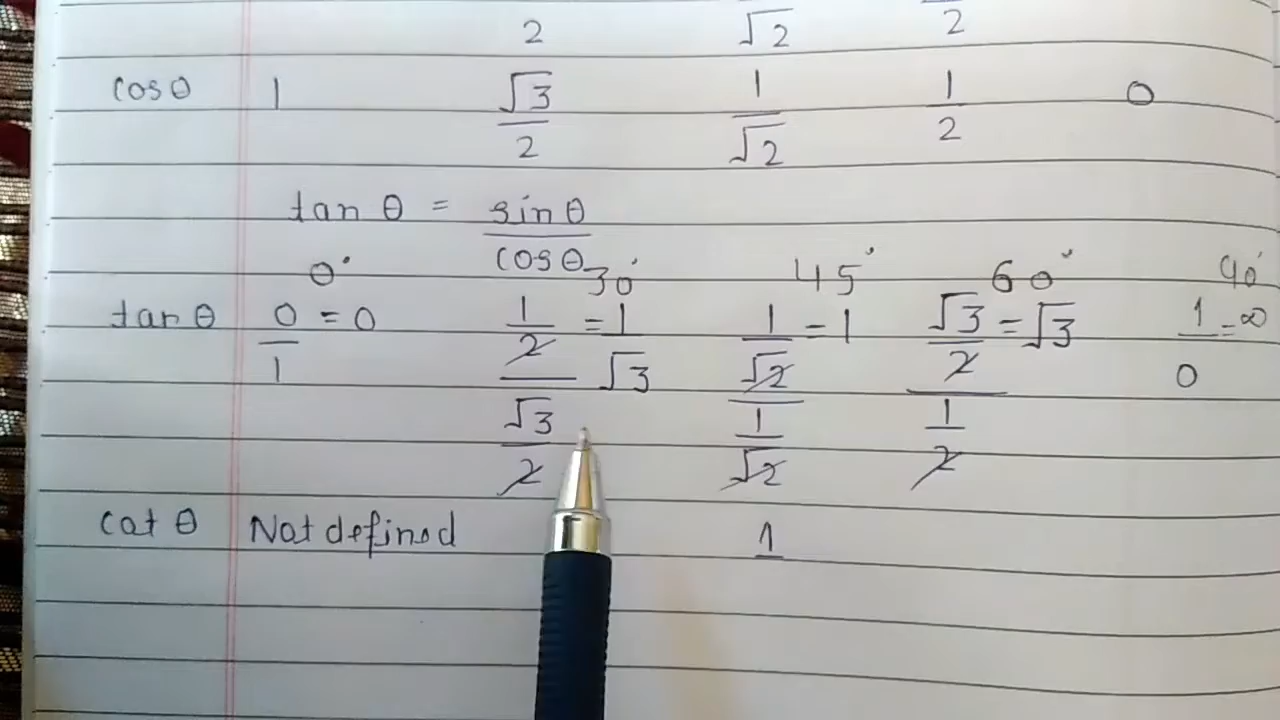 2 √2 2
cos θ 1 √3/2 1/√2 1/2 0
tan θ = sin θ/cos θ
0° 30° 45° 60° 90°
tan θ 0/1 = 0 (1/2)/(√3/2) = 1/√3 (1/√2)/(1/√2) = 1 (√3/2)/(1/2) = √3 1/0 = ∞
cat θ Not defined 1